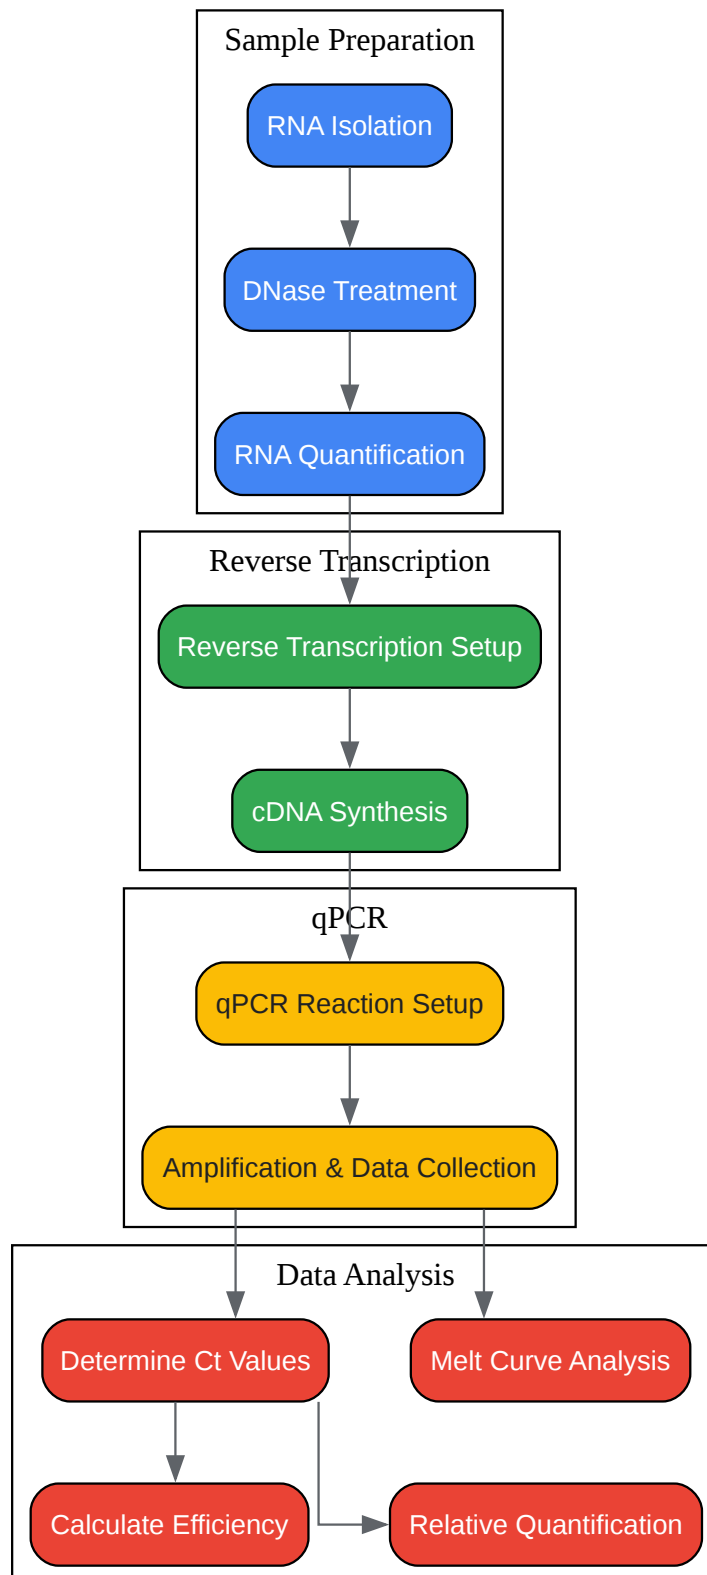 Sample Preparation
RNA Isolation
DNase Treatment
RNA Quantification
Reverse Transcription
Reverse Transcription Setup
cDNA Synthesis
qPCR
qPCR Reaction Setup
Amplification & Data Collection
Data Analysis
Determine Ct Values
Melt Curve Analysis
Calculate Efficiency
Relative Quantification